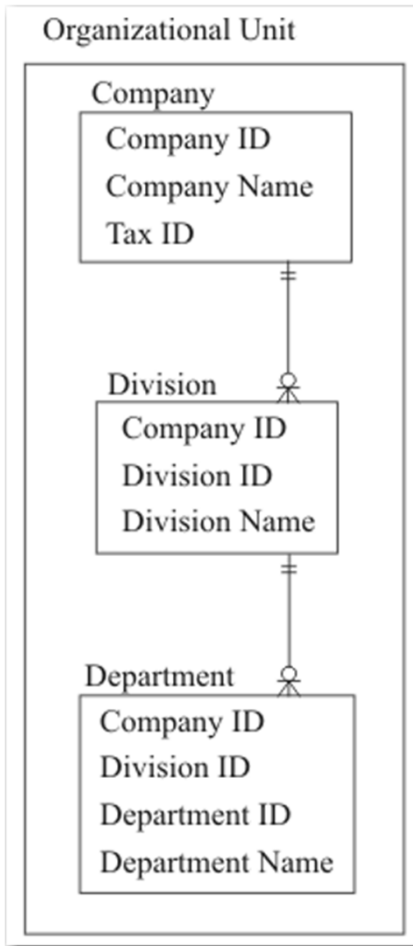 Organizational Unit
Company
Company ID
Company Name
Tax ID
Division
Company ID
Division ID
Division Name
Department
Company ID
Division ID
Department ID
Department Name